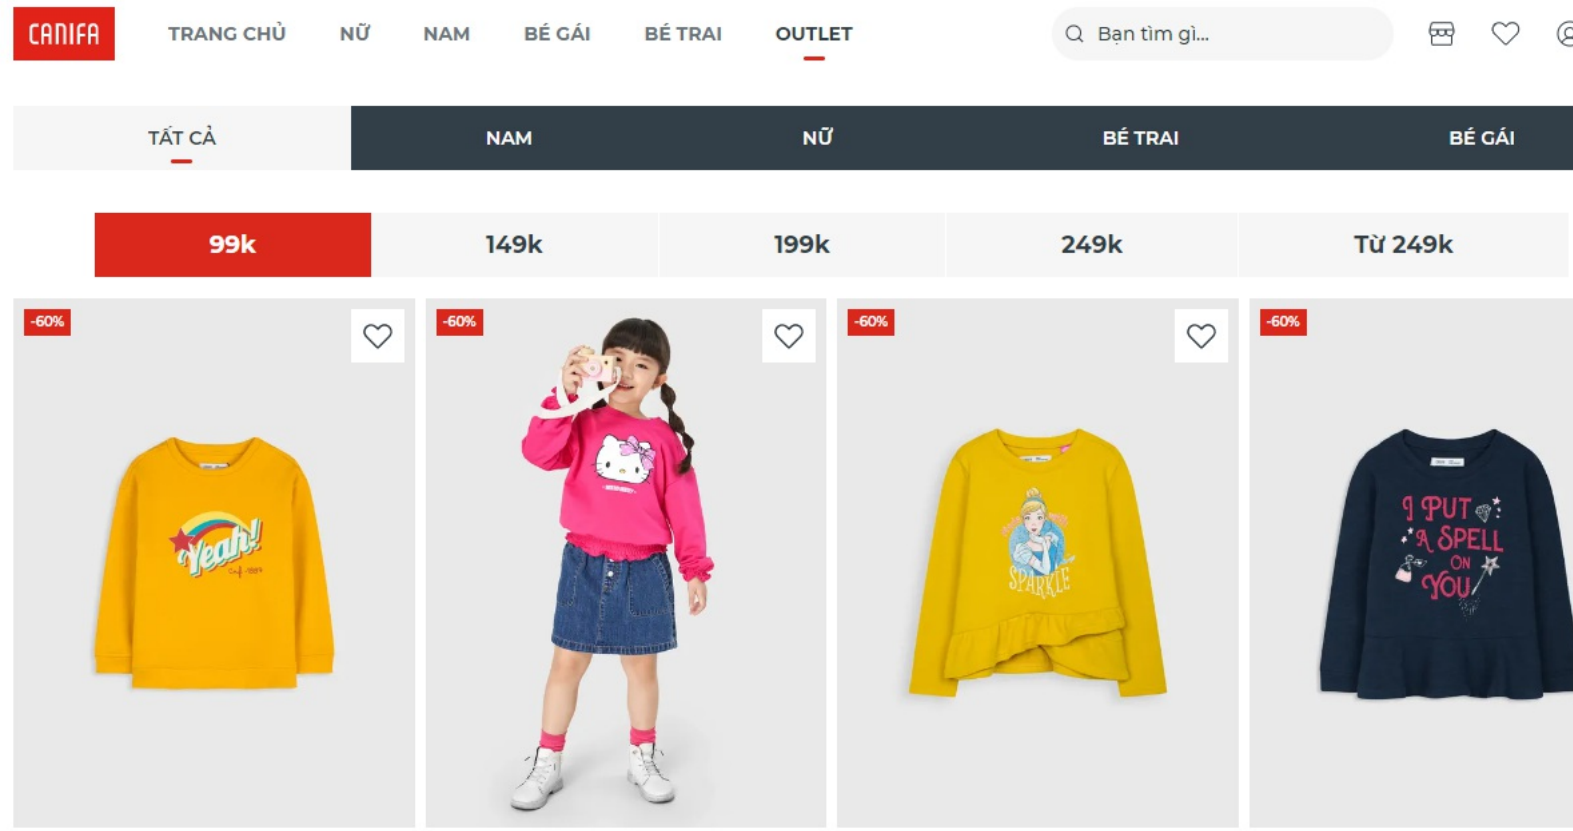 CANIFA TRANG CHỦ NỮ NAM BÉ GÁI BÉ TRAI OUTLET Bạn tìm gì...
TẤT CẢ NAM NỮ BÉ TRAI BÉ GÁI
99k 149k 199k 249k Từ 249k
-60% -60% -60% -60%
Yeah!
SPARKLE
I PUT
A SPELL
ON
YOU